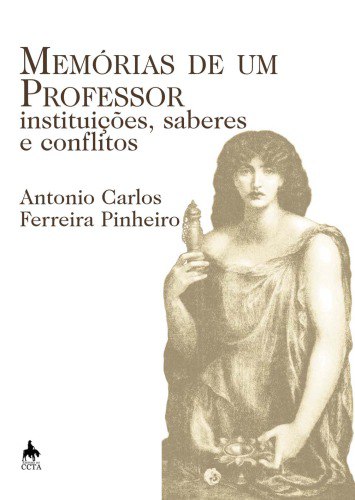 MEMÓRIAS DE UM
PROFESSOR
instituições, saberes
e conflitos
Antonio Carlos
Ferreira Pinheiro
CCTA